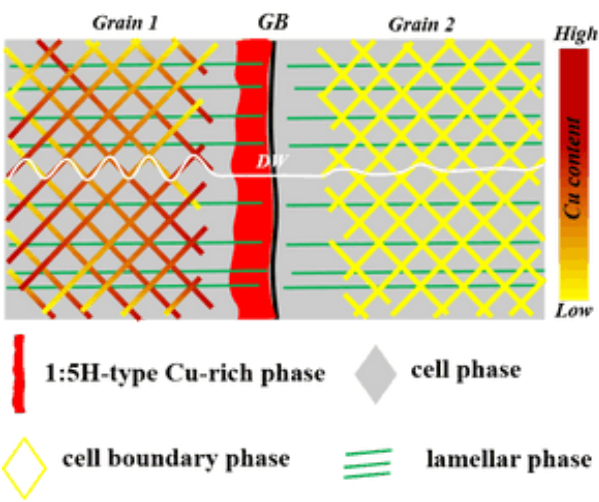 Grain 1 GB Grain 2
High
DW
Cu content
Low
1:5H-type Cu-rich phase
cell phase
cell boundary phase
lamellar phase